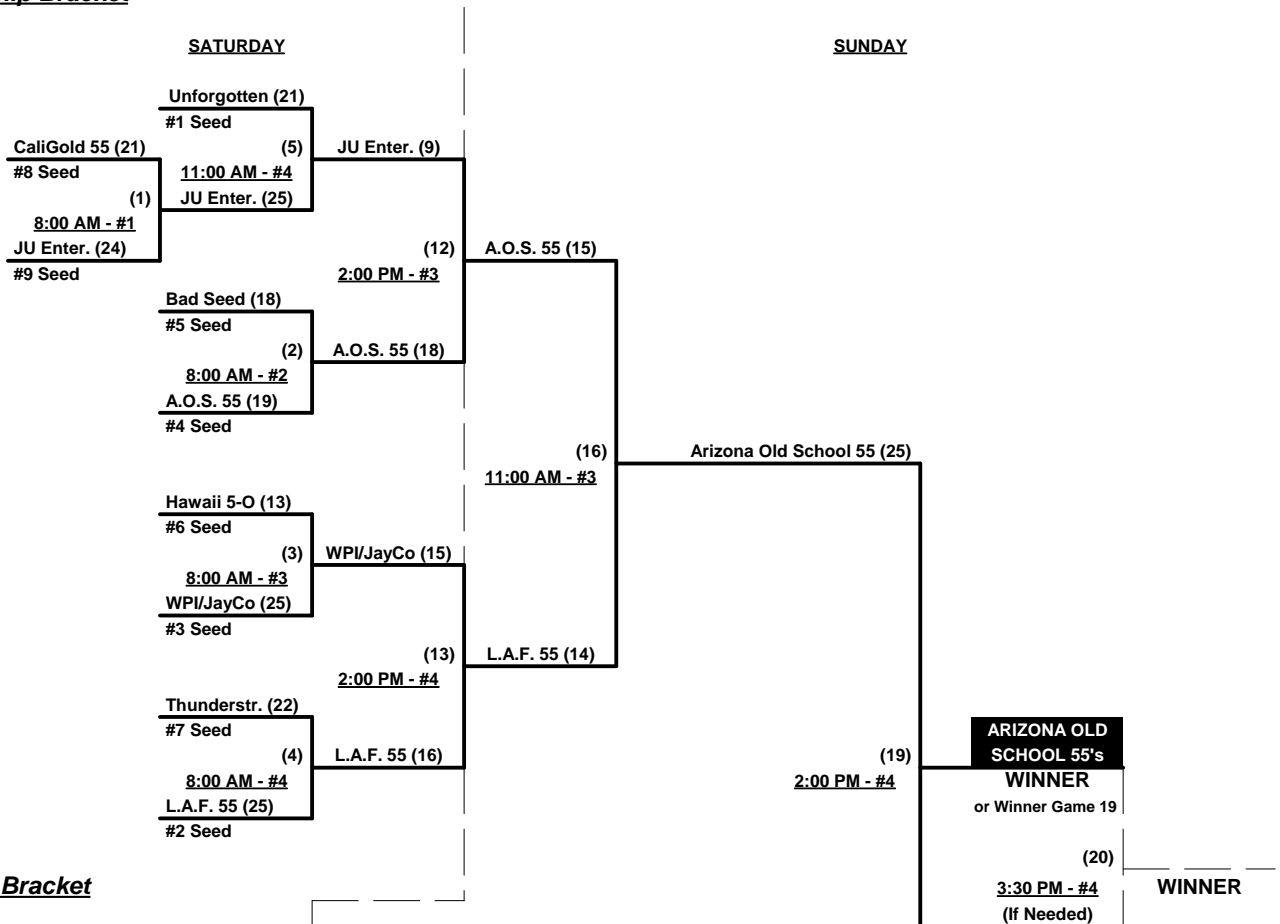 SATURDAY
SUNDAY
Unforgotten (21)
#1 Seed
CaliGold 55 (21)
(5)
JU Enter. (9)
#8 Seed
11:00 AM - #4
(1)
JU Enter. (25)
8:00 AM - #1
JU Enter. (24)
(12)
A.O.S. 55 (15)
#9 Seed
2:00 PM - #3
Bad Seed (18)
#5 Seed
(2)
A.O.S. 55 (18)
8:00 AM - #2
A.O.S. 55 (19)
#4 Seed
(16)
Arizona Old School 55 (25)
11:00 AM - #3
Hawaii 5-O (13)
#6 Seed
(3)
WPI/JayCo (15)
8:00 AM - #3
WPI/JayCo (25)
#3 Seed
(13)
L.A.F. 55 (14)
2:00 PM - #4
Thunderstr. (22)
#7 Seed
ARIZONA OLD
(4)
L.A.F. 55 (16)
(19)
SCHOOL 55's
8:00 AM - #4
2:00 PM - #4
WINNER
L.A.F. 55 (25)
or Winner Game 19
#2 Seed
(20)
Bracket
3:30 PM - #4
WINNER
(If Needed)